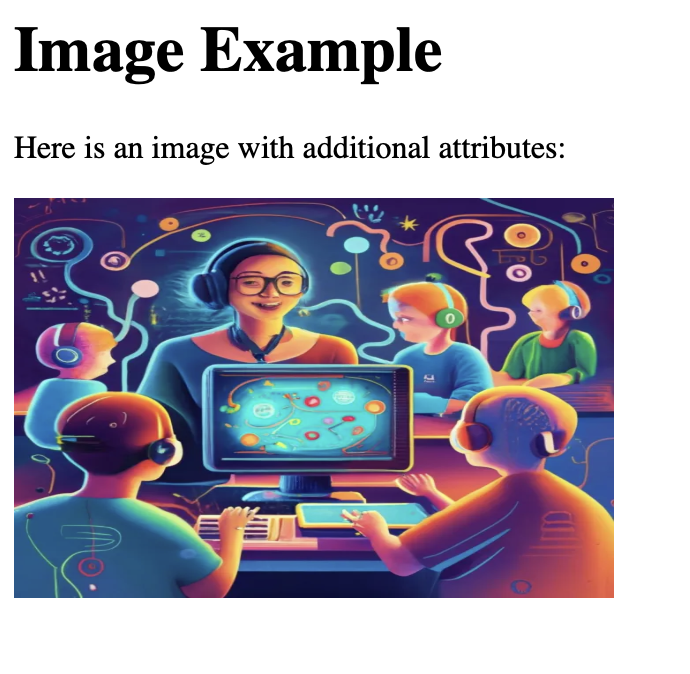 Image Example
Here is an image with additional attributes: